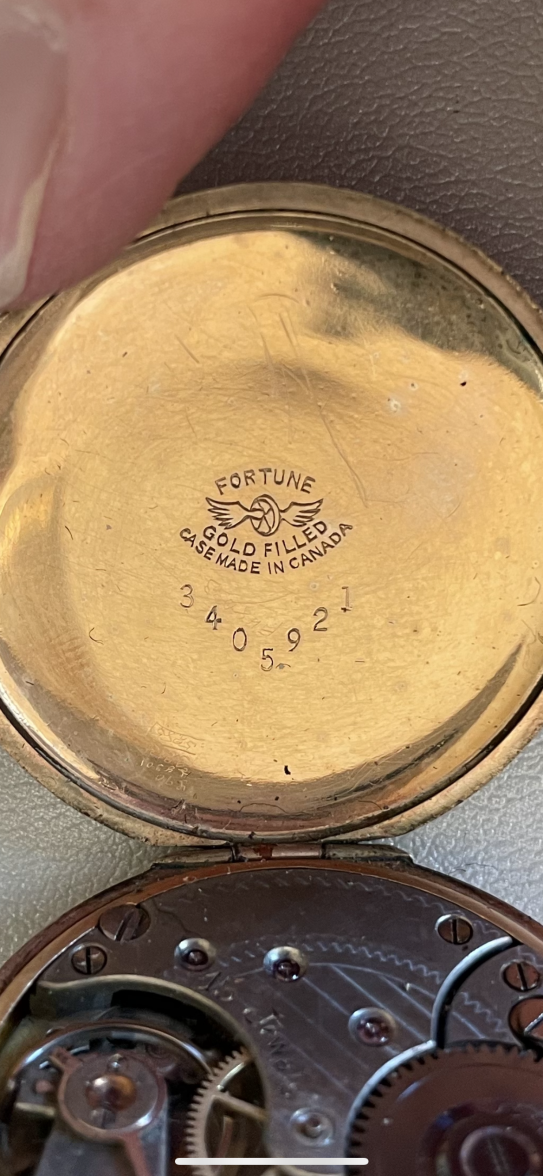 FORTUNE
GOLD FILLED
CASE MADE IN CANADA
3405921
15 Jewels